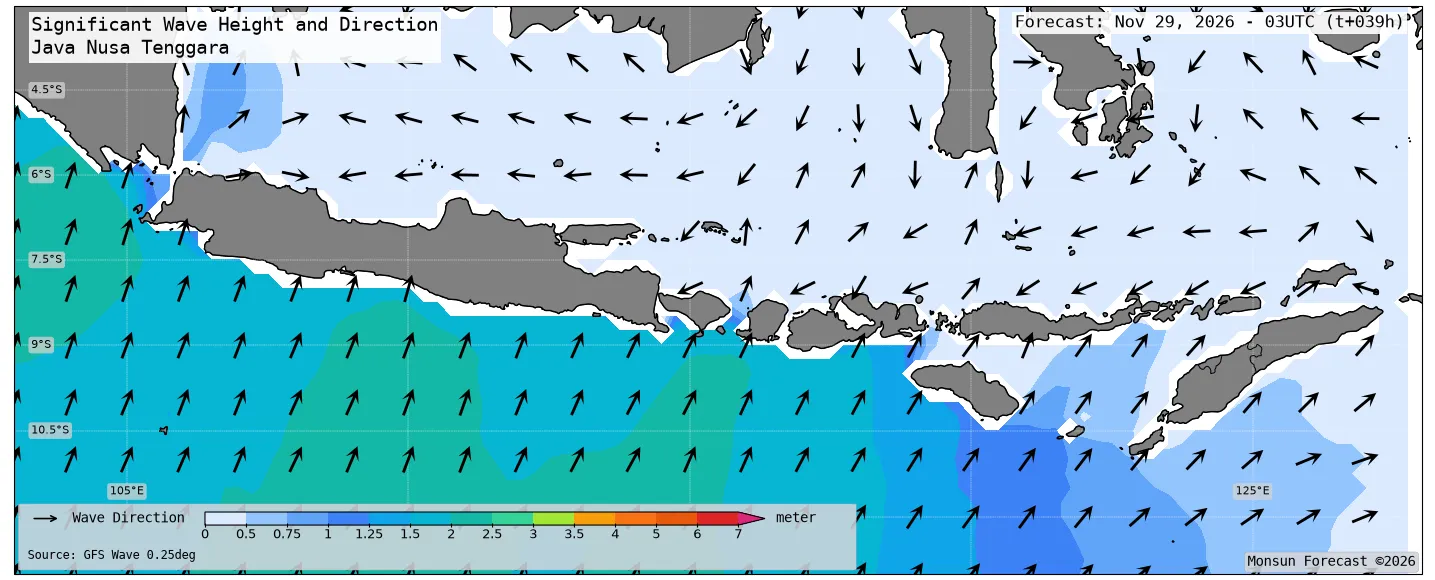 Significant Wave Height and Direction
Java Nusa Tenggara
Forecast: Nov 29, 2026 - 03UTC (t+039h)
4.5°S
6°S
7.5°S
9°S
10.5°S
105°E
125°E
Wave Direction
0 0.5 0.75 1 1.25 1.5 2 2.5 3 3.5 4 5 6 7
meter
Source: GFS Wave 0.25deg
Monsun Forecast ©2026